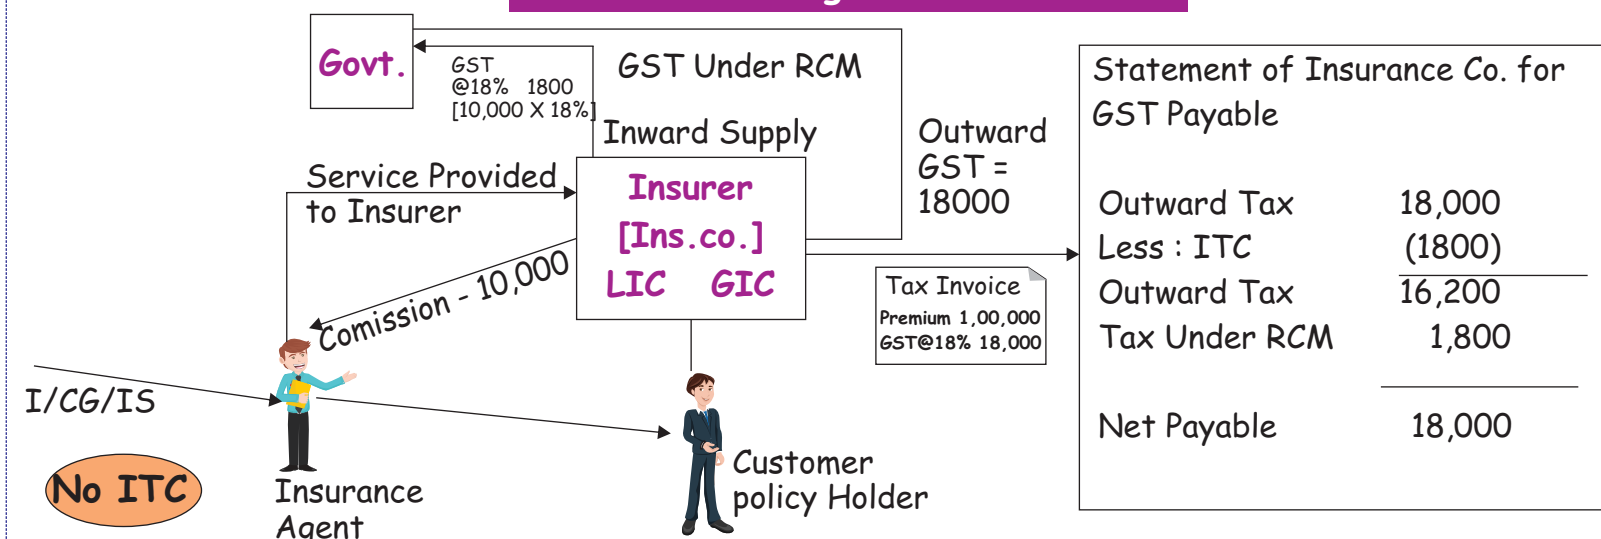 Govt.
GST
@18% 1800
[10,000 X 18%]
GST Under RCM
Inward Supply
Outward
GST =
18000
Service Provided
to Insurer
Insurer
[Ins.co.]
LIC GIC
Comission - 10,000
Tax Invoice
Premium 1,00,000
GST@18% 18,000
I/CG/IS
No ITC
Insurance
Agent
Customer
policy Holder
Statement of Insurance Co. for
GST Payable
Outward Tax 18,000
Less : ITC (1800)
Outward Tax 16,200
Tax Under RCM 1,800
Net Payable 18,000